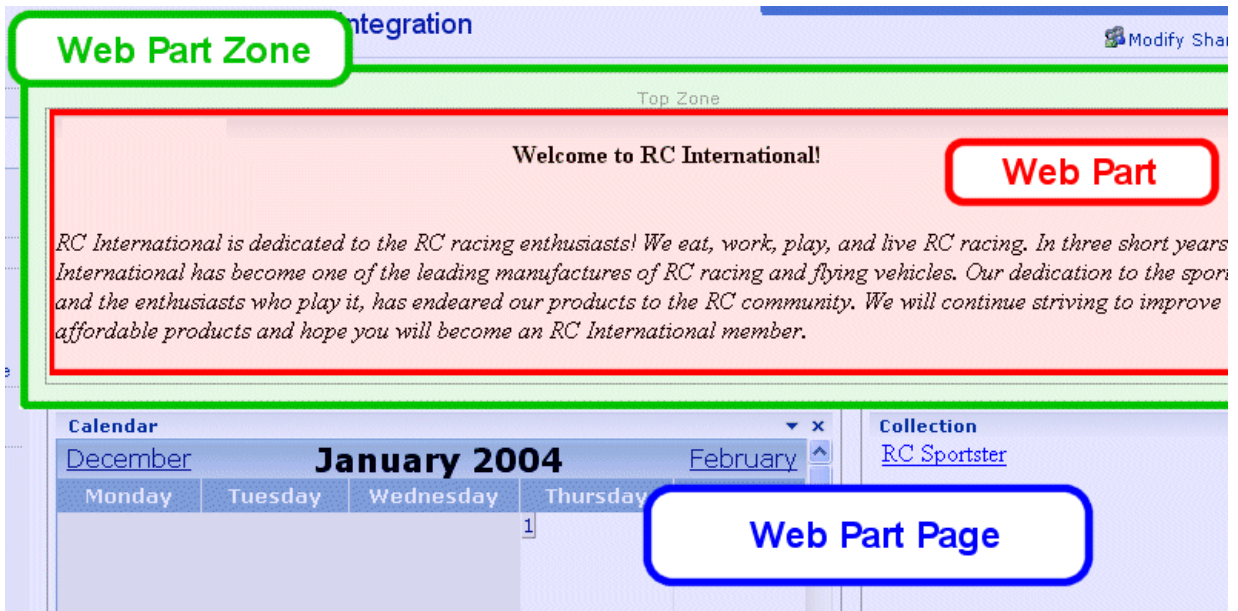 ntegration
Web Part Zone
Modify Shar
Top Zone
Welcome to RC International!
Web Part
RC International is dedicated to the RC racing enthusiasts! We eat, work, play, and live RC racing. In three short years
International has become one of the leading manufactures of RC racing and flying vehicles. Our dedication to the sport
and the enthusiasts who play it, has endeared our products to the RC community. We will continue striving to improve
affordable products and hope you will become an RC International member.
e
Calendar
Collection
December
January 2004
February
RC Sportster
Monday
Tuesday
Wednesday
Thursday
1
Web Part Page